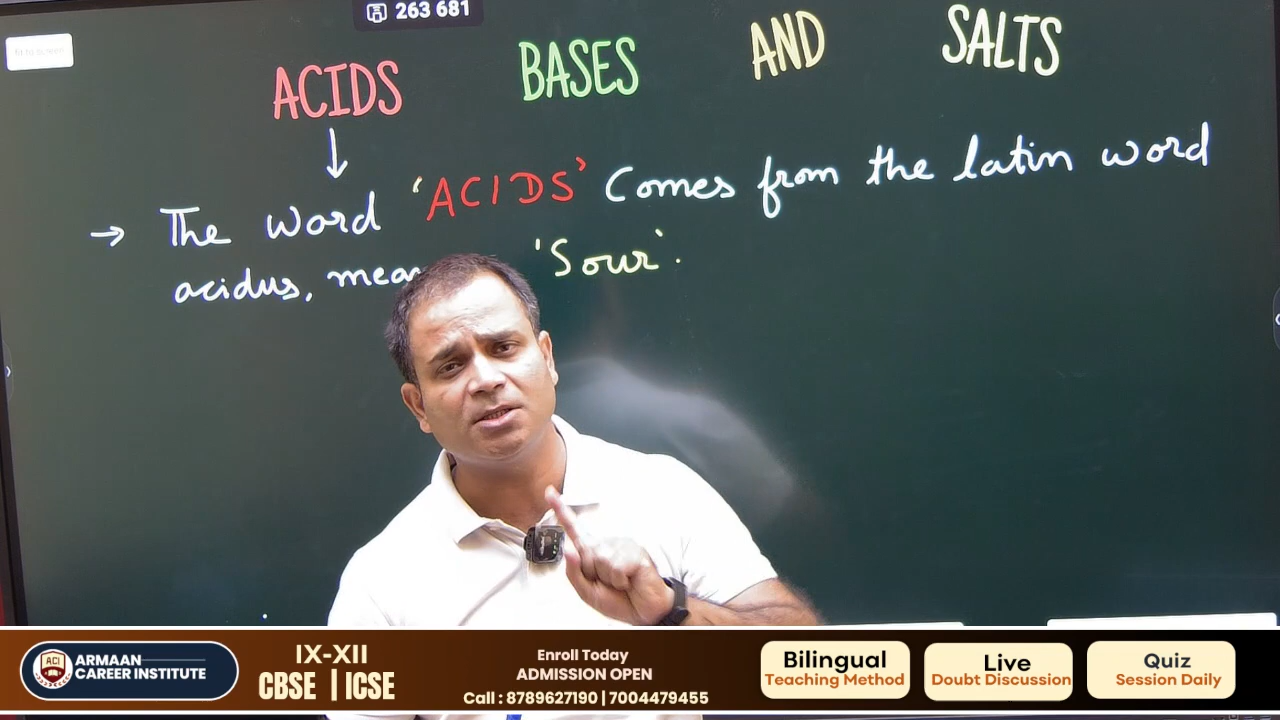 263 681
ACIDS BASES AND SALTS
→ The word 'ACIDS' Comes from the latin word
acidus, mea 'Sour'.
ACI
ARMAAN
CAREER INSTITUTE
IX-XII
CBSE | ICSE
Enroll Today
ADMISSION OPEN
Call : 8789627190 | 7004479455
Bilingual
Teaching Method
Live
Doubt Discussion
Quiz
Session Daily